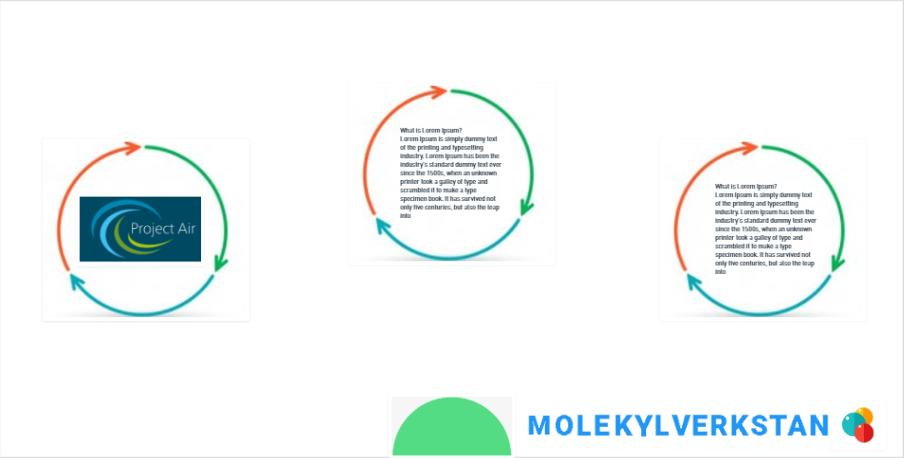 Project Air
What is Lorem Ipsum?
Lorem Ipsum is simply dummy text
of the printing and typesetting
industry. Lorem Ipsum has been the
industry's standard dummy text ever
since the 1500s, when an unknown
printer took a galley of type and
scrambled it to make a type
specimen book. It has survived not
only five centuries, but also the leap
into
What is Lorem Ipsum?
Lorem Ipsum is simply dummy text
of the printing and typesetting
industry. Lorem Ipsum has been the
industry's standard dummy text ever
since the 1500s, when an unknown
printer took a galley of type and
scrambled it to make a type
specimen book. It has survived not
only five centuries, but also the leap
into
MOLEKYLVERKSTAN